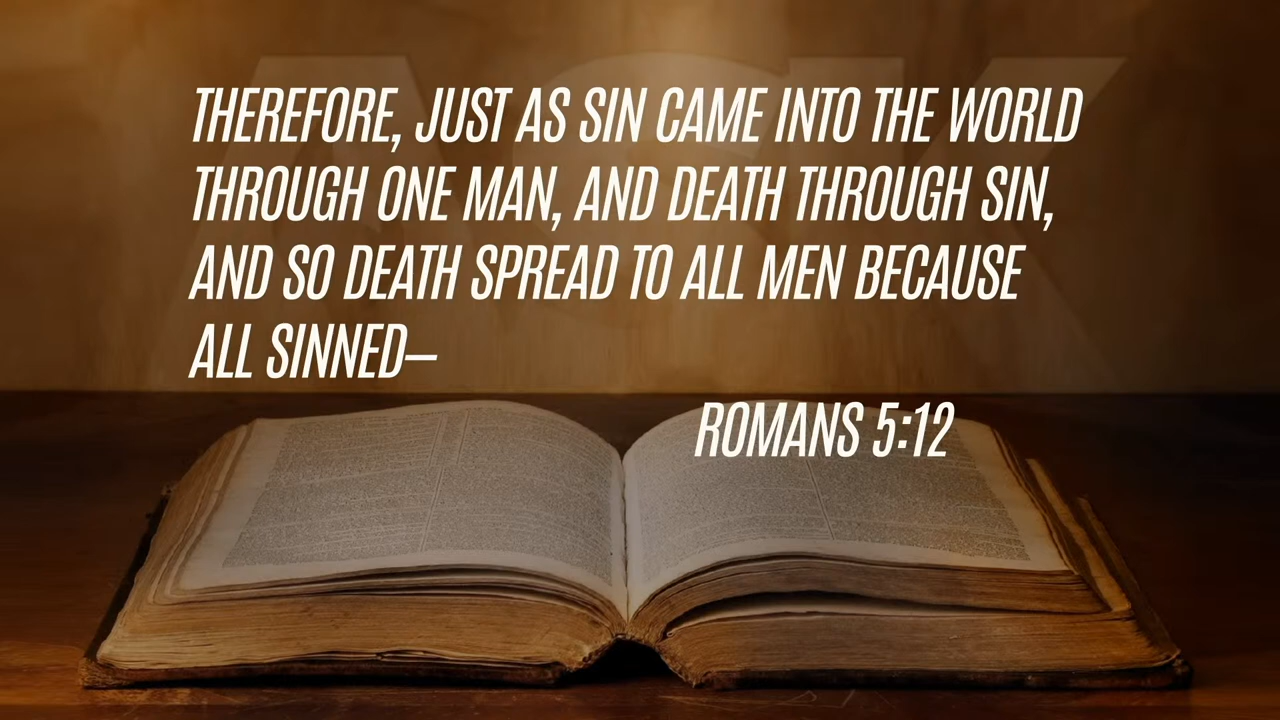 ASK
THEREFORE, JUST AS SIN CAME INTO THE WORLD
THROUGH ONE MAN, AND DEATH THROUGH SIN,
AND SO DEATH SPREAD TO ALL MEN BECAUSE
ALL SINNED—
ROMANS 5:12